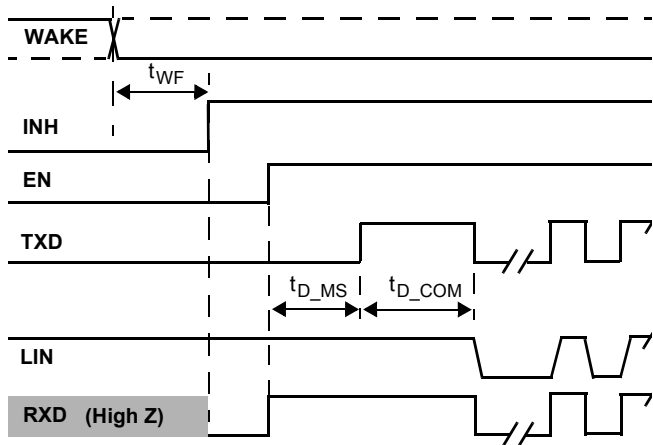 WAKE
tWF
INH
EN
TXD
tD_MS tD_COM
LIN
RXD (High Z)